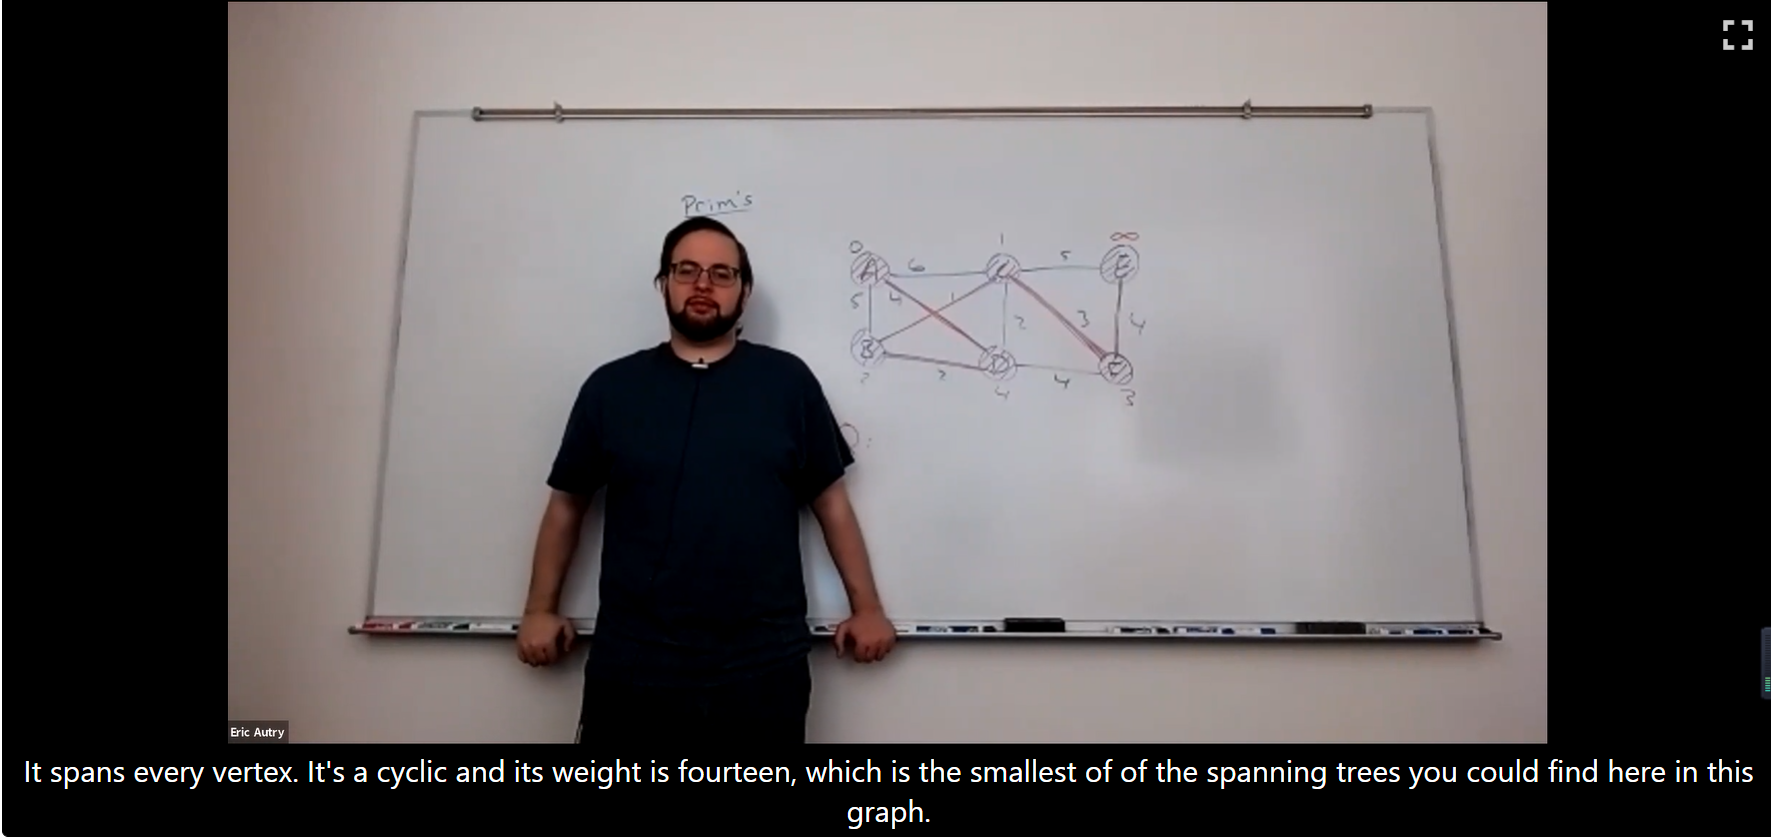 Prim's
0 1 ∞
A 6 C 5 E
5 4 1 2 3 4
B 2 D 4
4 3
Eric Autry
It spans every vertex. It's a cyclic and its weight is fourteen, which is the smallest of of the spanning trees you could find here in this
graph.